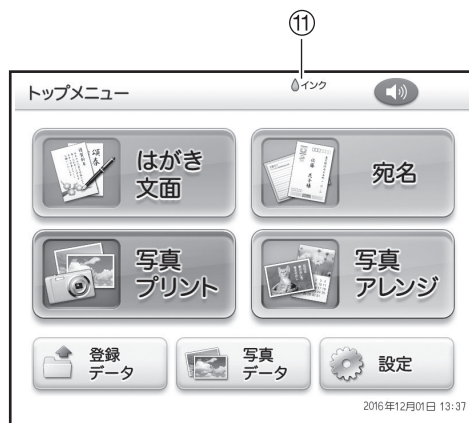 ⑪
トップメニュー
インク
はがき
文面
宛名
写真
プリント
写真
アレンジ
登録
データ
写真
データ
設定
2016年12月01日 13:37